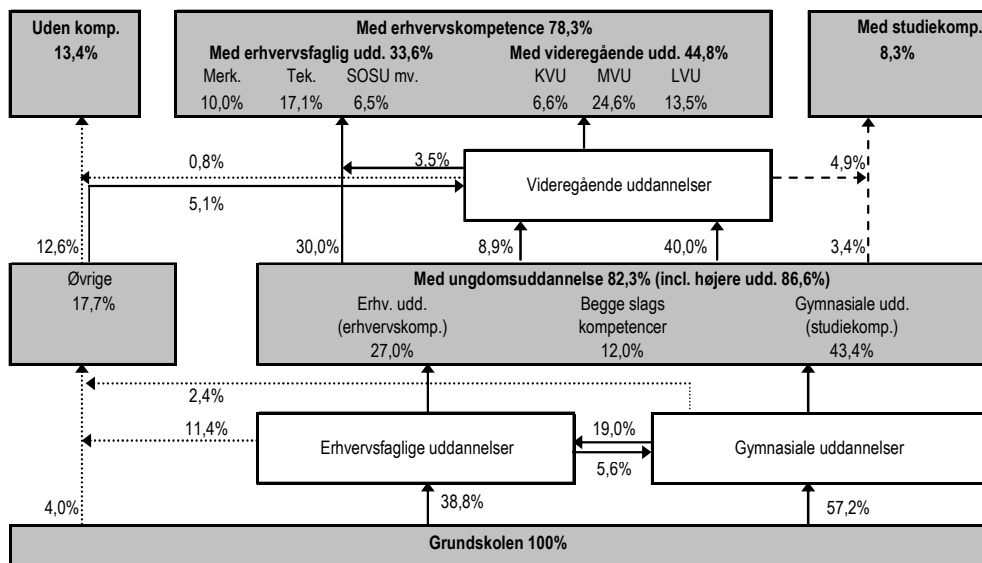 Uden komp.
13,4%
Med erhvervskompetence 78,3%
Med erhvervsfaglig udd. 33,6%
Med videregående udd. 44,8%
Merk. Tek. SOSU mv.
10,0% 17,1% 6,5%
KVU MVU LVU
6,6% 24,6% 13,5%
Med studiekomp.
8,3%
0,8%
3,5%
4,9%
Videregående uddannelser
5,1%
12,6%
30,0%
8,9%
40,0%
3,4%
Øvrige
17,7%
Med ungdomsuddannelse 82,3% (incl. højere udd. 86,6%)
Erhv. udd.
(erhvervskomp.)
27,0%
Begge slags
kompetencer
12,0%
Gymnasiale udd.
(studiekomp.)
43,4%
2,4%
11,4%
Erhvervsfaglige uddannelser
19,0%
5,6%
Gymnasiale uddannelser
4,0%
38,8%
57,2%
Grundskolen 100%